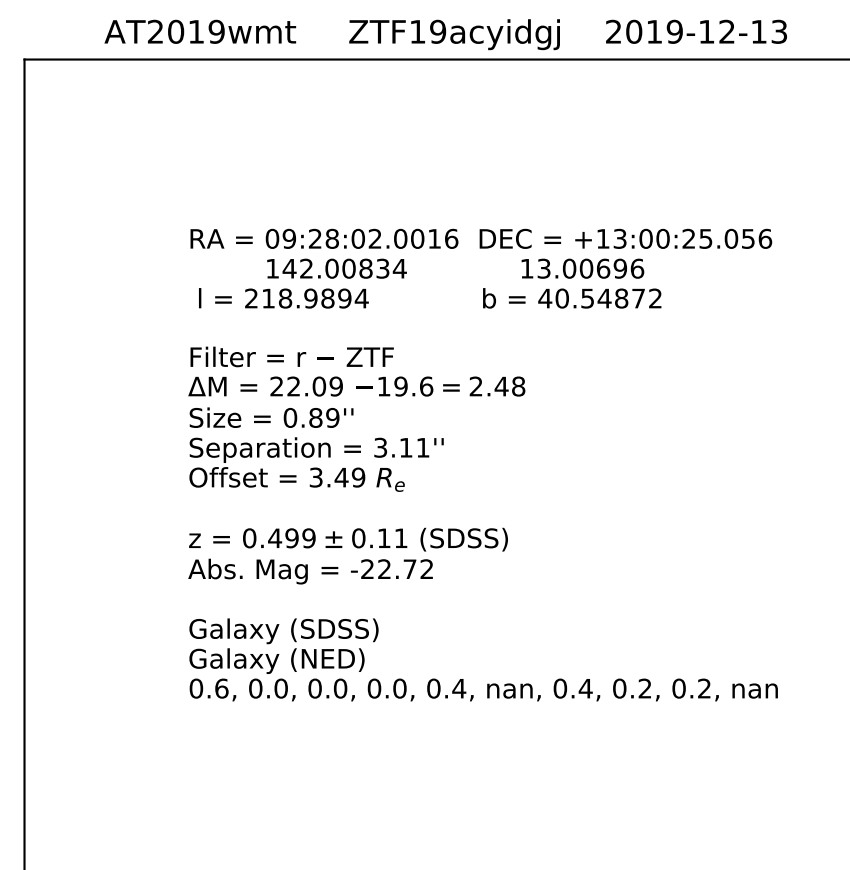 AT2019wmt ZTF19acyidgj 2019-12-13
RA = 09:28:02.0016 DEC = +13:00:25.056
142.00834 13.00696
l = 218.9894 b = 40.54872
Filter = r − ZTF
ΔM = 22.09 −19.6 = 2.48
Size = 0.89''
Separation = 3.11''
Offset = 3.49 Re
z = 0.499 ± 0.11 (SDSS)
Abs. Mag = -22.72
Galaxy (SDSS)
Galaxy (NED)
0.6, 0.0, 0.0, 0.0, 0.4, nan, 0.4, 0.2, 0.2, nan